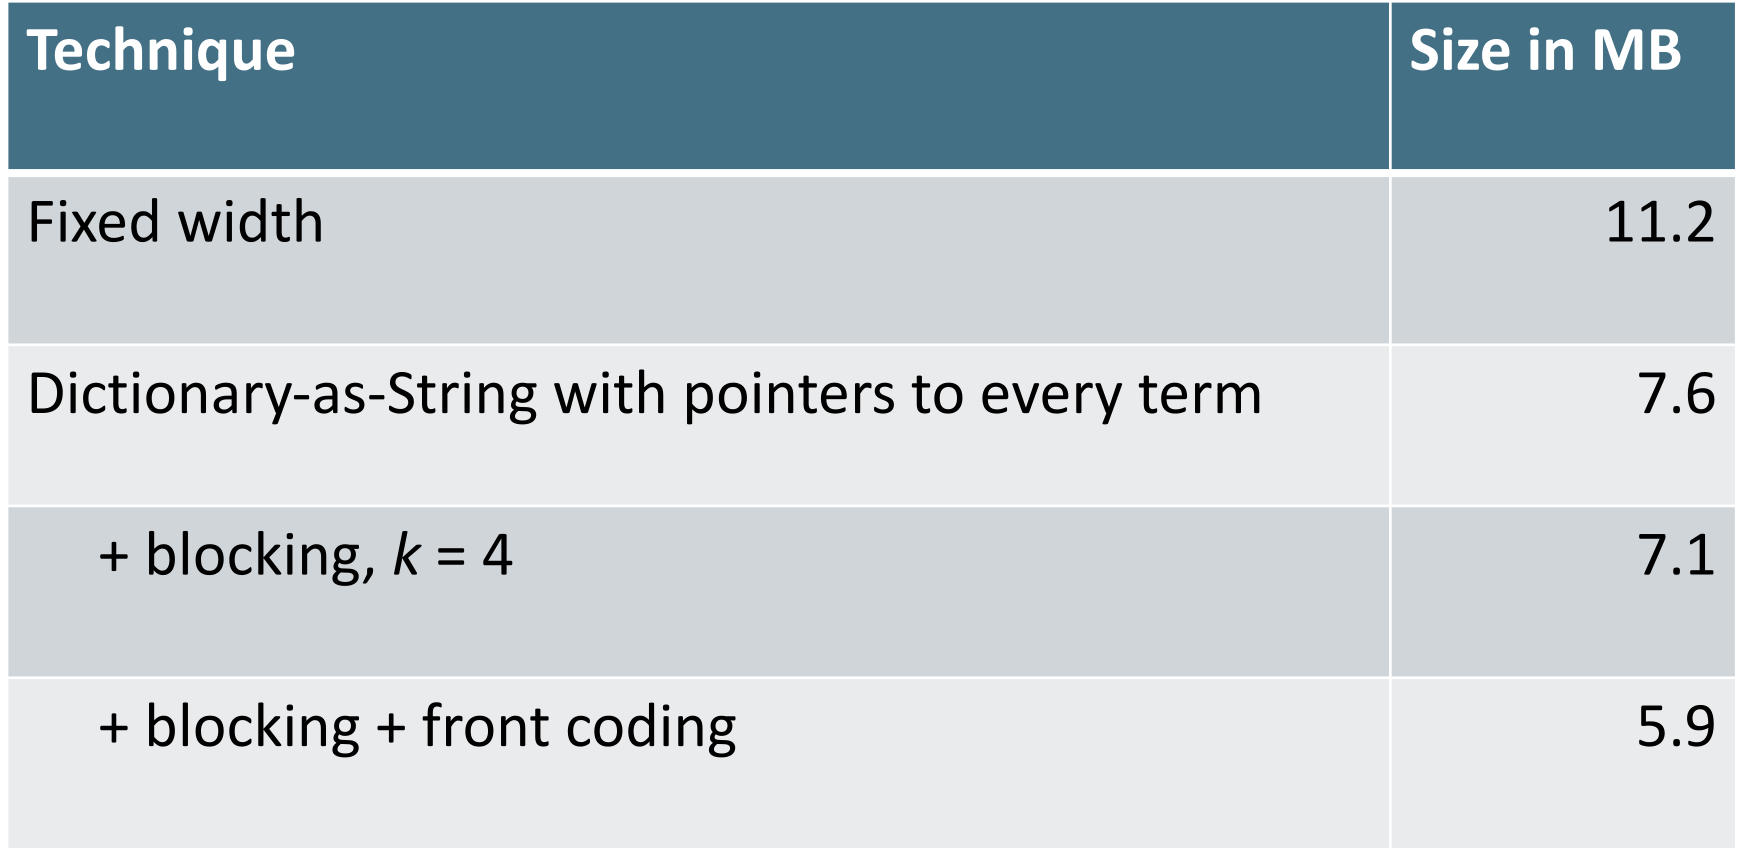 Technique Size in MB
Fixed width 11.2
Dictionary-as-String with pointers to every term 7.6
+ blocking, k = 4 7.1
+ blocking + front coding 5.9